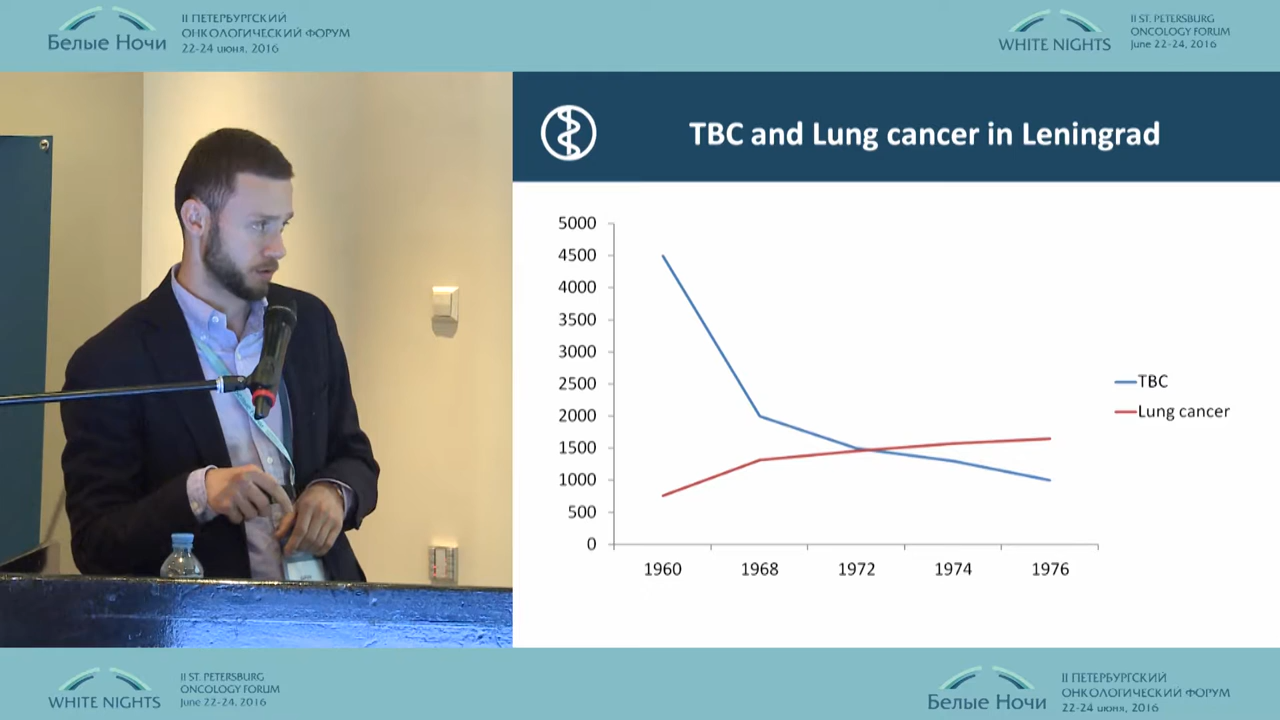 Белые Ночи
II ПЕТЕРБУРГСКИЙ
ОНКОЛОГИЧЕСКИЙ ФОРУМ
22-24 июня, 2016
WHITE NIGHTS
II ST. PETERSBURG
ONCOLOGY FORUM
June 22-24, 2016
TBC and Lung cancer in Leningrad
5000
4500
4000
3500
3000
2500
2000
1500
1000
500
0
1960
1968
1972
1974
1976
TBC
Lung cancer
WHITE NIGHTS
II ST. PETERSBURG
ONCOLOGY FORUM
June 22-24, 2016
Белые Ночи
II ПЕТЕРБУРГСКИЙ
ОНКОЛОГИЧЕСКИЙ ФОРУМ
22-24 июня, 2016